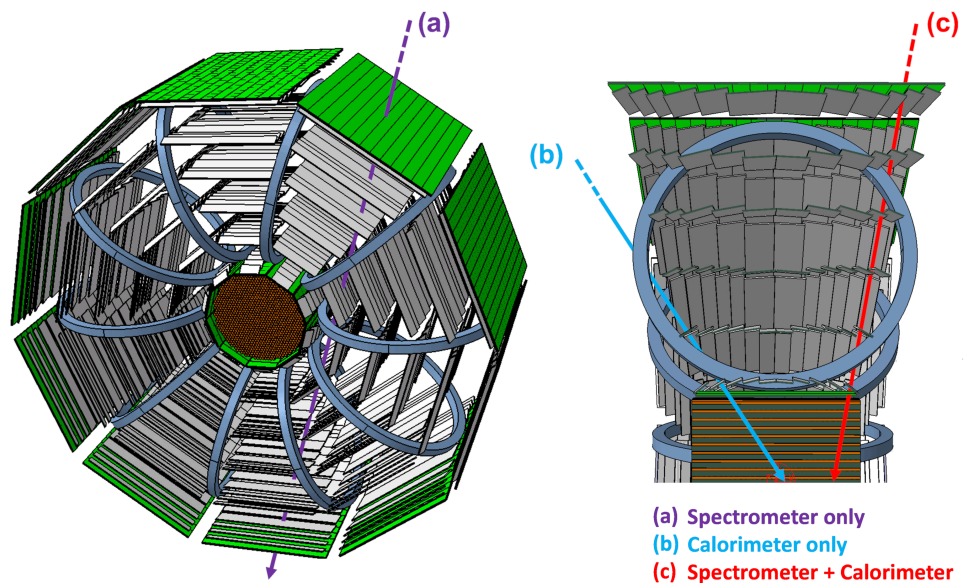 (a)
(c)
(b)
(a) Spectrometer only
(b) Calorimeter only
(c) Spectrometer + Calorimeter